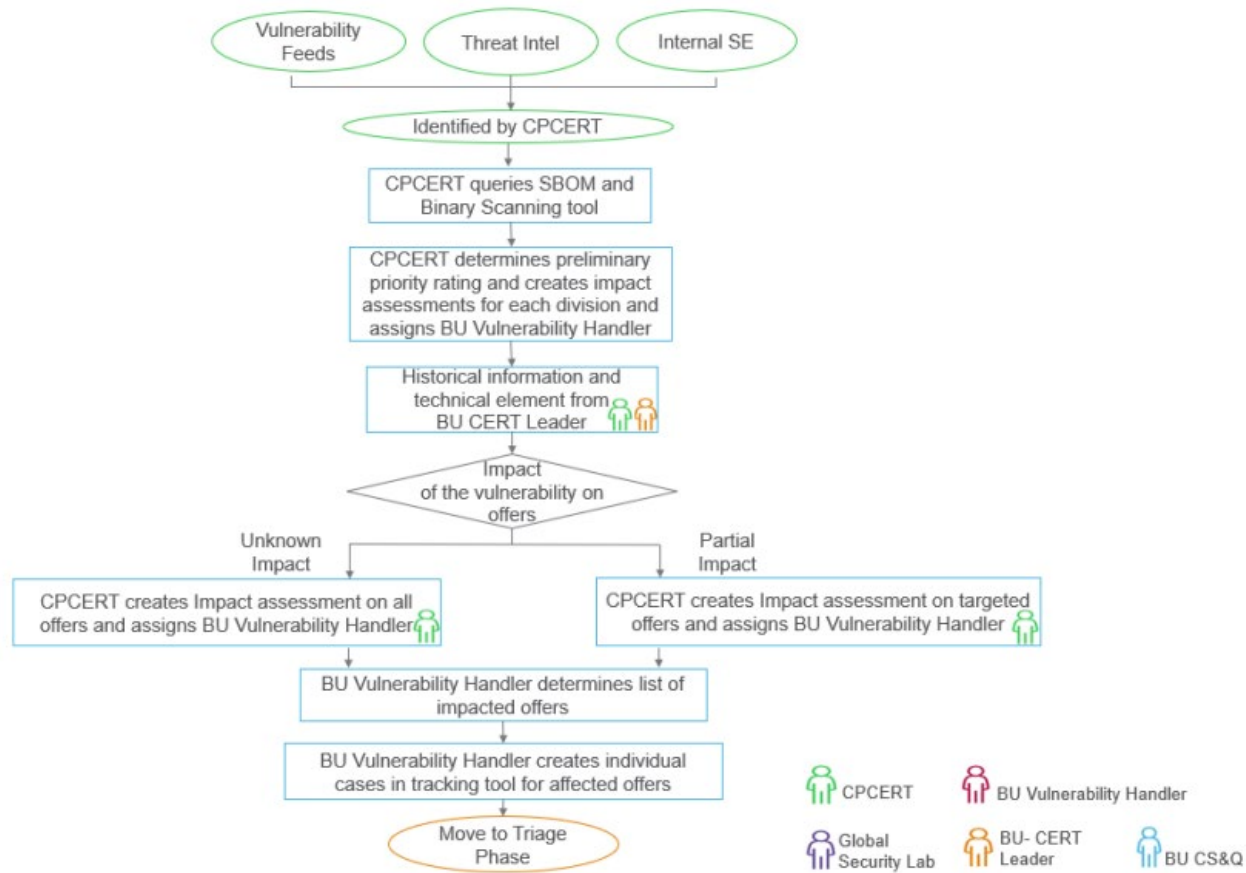 Vulnerability
Feeds
Threat Intel
Internal SE
Identified by CPCERT
CPCERT queries SBOM and
Binary Scanning tool
CPCERT determines preliminary
priority rating and creates impact
assessments for each division and
assigns BU Vulnerability Handler
Historical information and
technical element from
BU CERT Leader
Impact
of the vulnerability on
offers
Unknown
Impact
Partial
Impact
CPCERT creates Impact assessment on all
offers and assigns BU Vulnerability Handler
CPCERT creates Impact assessment on targeted
offers and assigns BU Vulnerability Handler
BU Vulnerability Handler determines list of
impacted offers
BU Vulnerability Handler creates individual
cases in tracking tool for affected offers
Move to Triage
Phase
CPCERT
BU Vulnerability Handler
Global
Security Lab
BU- CERT
Leader
BU CS&Q